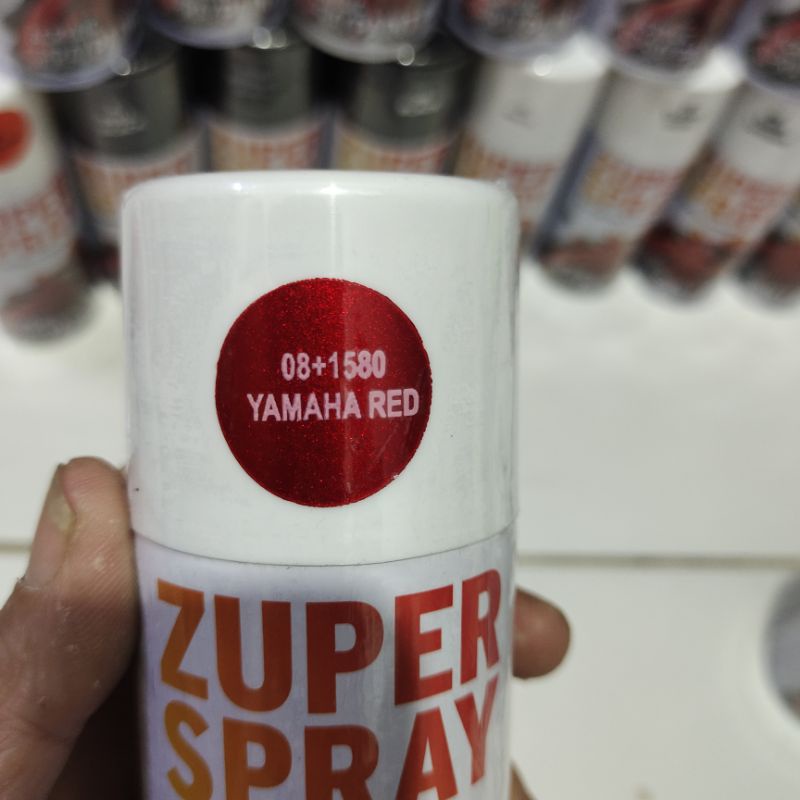 08+1580
YAMAHA RED
ZUPER
SPRAY